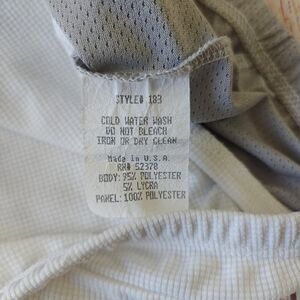 STYLE# 183
COLD WATER WASH
DO NOT BLEACH
IRON OR DRY CLEAN
Made in U.S.A.
RN# 52378
BODY: 95% POLYESTER
5% LYCRA
PANEL: 100% POLYESTER